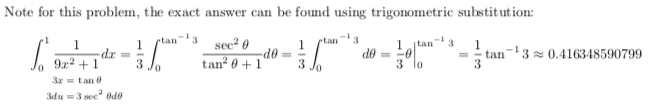 Note for this problem, the exact answer can be found using trigonometric substitution:
∫₀¹ 1/(9x² + 1) dx = 1/3 ∫₀^(tan⁻¹ 3) sec² θ/(tan² θ + 1) dθ = 1/3 ∫₀^(tan⁻¹ 3) dθ = 1/3 θ|₀^(tan⁻¹ 3) = 1/3 tan⁻¹ 3 ≈ 0.416348590799
3x = tan θ
3du = 3 sec² θdθ